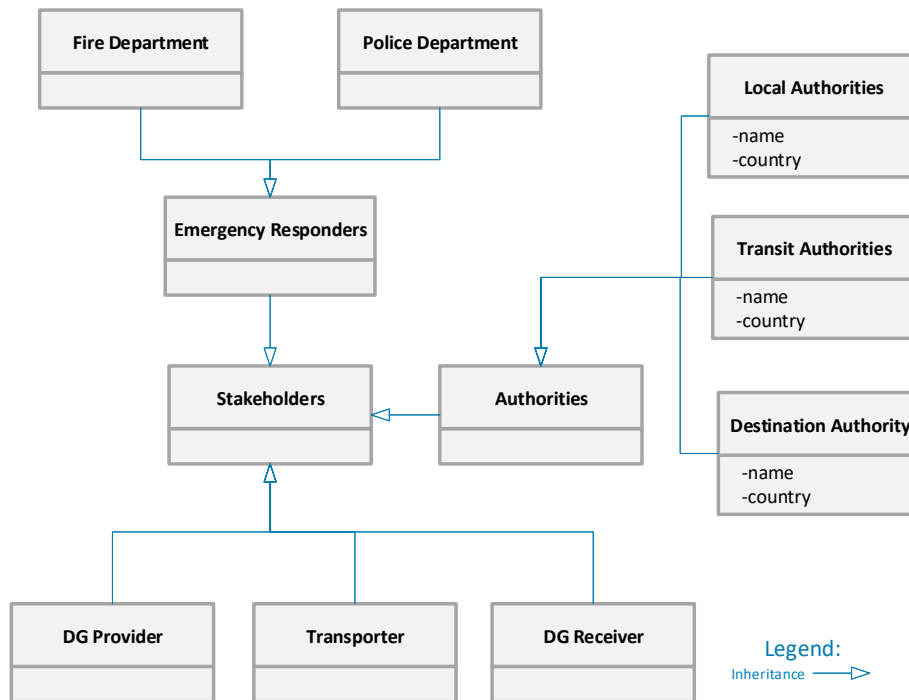 Fire Department
Police Department
Local Authorities
-name
-country
Emergency Responders
Transit Authorities
-name
-country
Stakeholders
Authorities
Destination Authority
-name
-country
DG Provider
Transporter
DG Receiver
Legend:
Inheritance